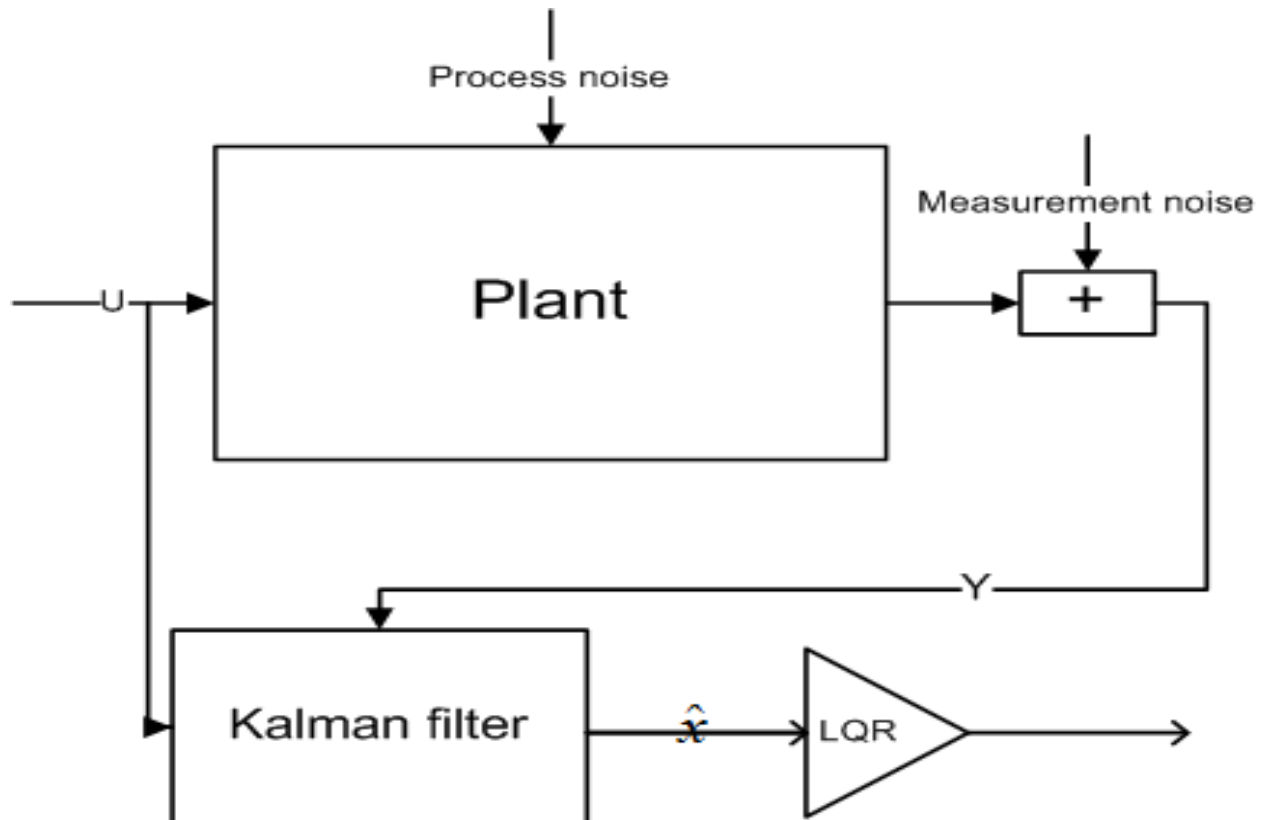 Process noise
Measurement noise
U
Plant
+
Y
Kalman filter
x̂
LQR